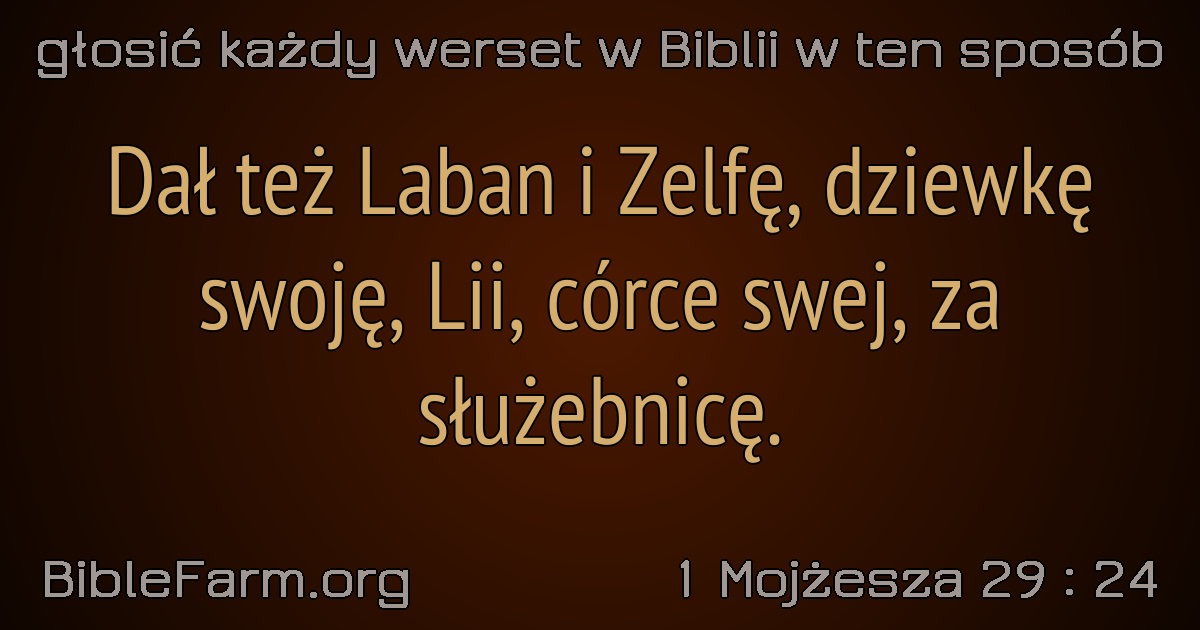 głosić każdy werset w Biblii w ten sposób
Dał też Laban i Zelfę, dziewkę
swoję, Lii, córce swej, za
służebnicę.
BibleFarm.org
1 Mojżesza 29 : 24